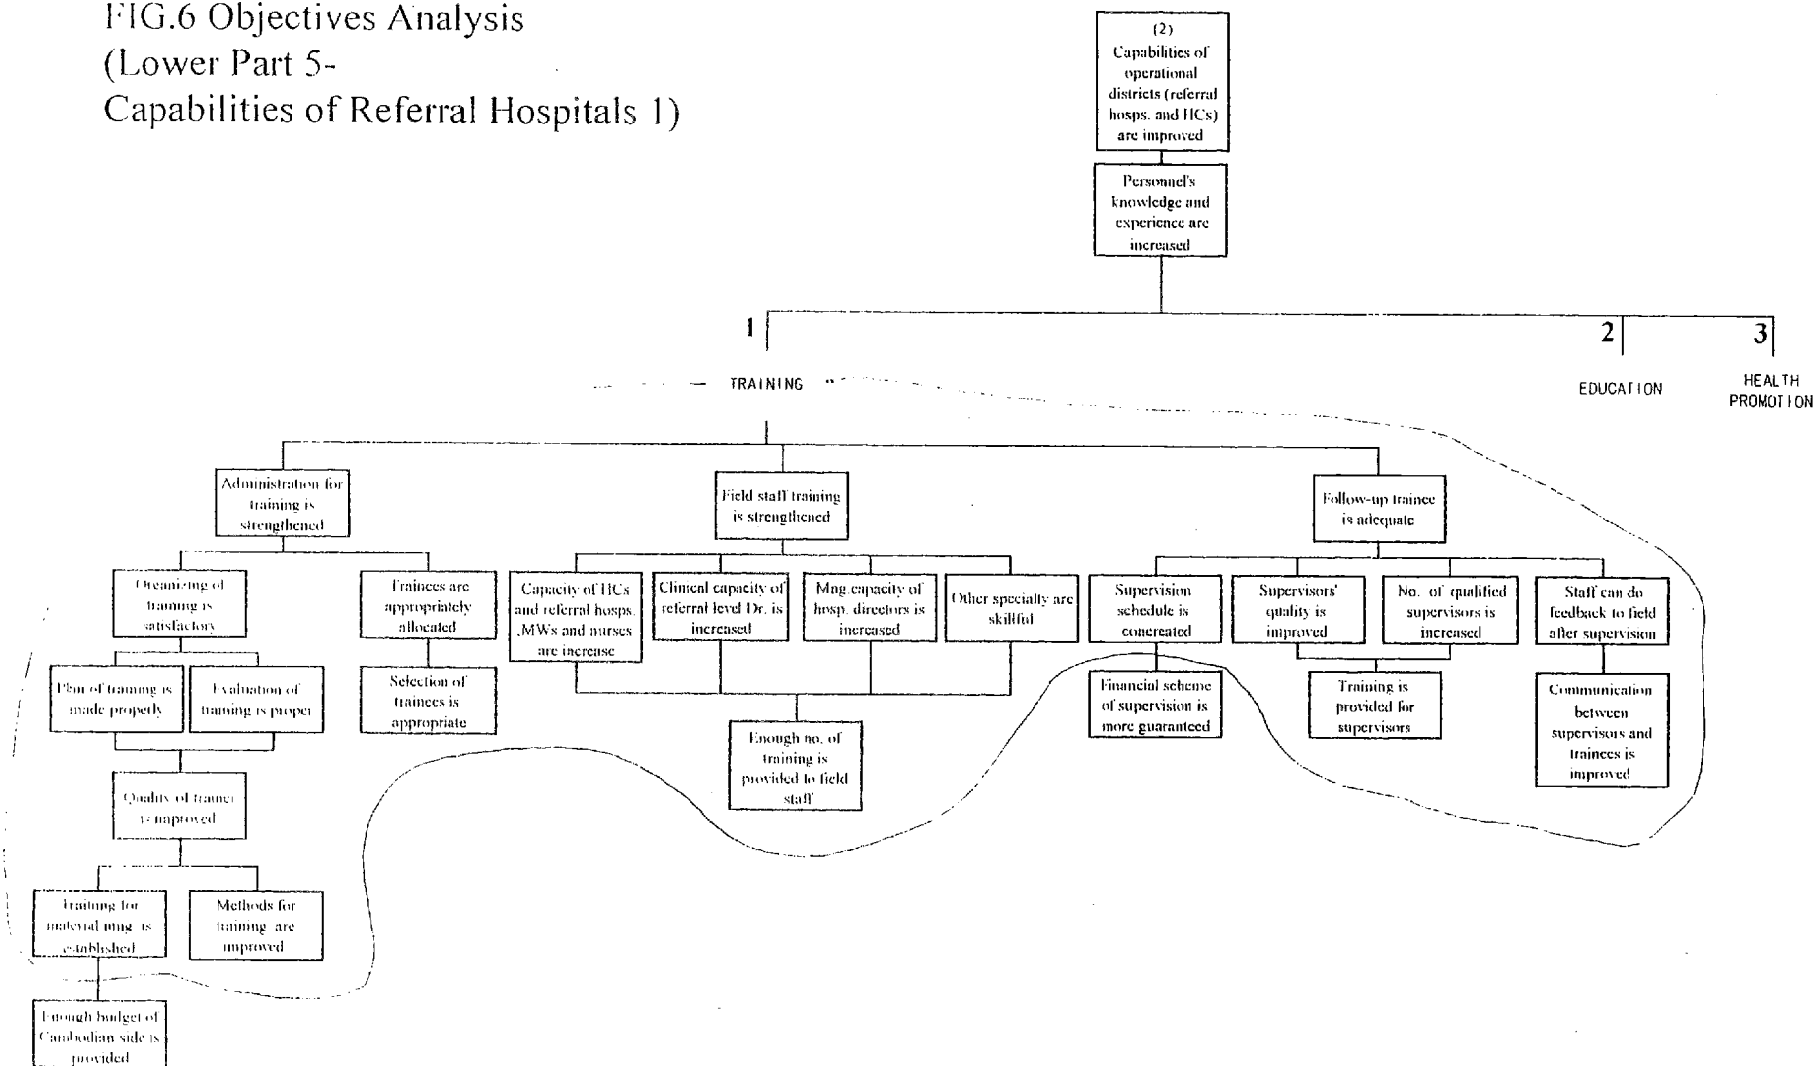 FIG.6 Objectives Analysis
(Lower Part 5-
Capabilities of Referral Hospitals 1)
(2)
Capabilities of
operational
districts (referral
hosps. and HCs)
are improved
Personnel's
knowledge and
experience are
increased
1
2
3
TRAINING
EDUCATION
HEALTH
PROMOTION
Administration for
training is
strengthened
Field staff training
is strengthened
Follow-up trainee
is adequate
Organizing of
training is
satisfactory
Trainees are
appropriately
allocated
Capacity of HCs
and referral hosps.
,MWs and nurses
are increase
Clinical capacity of
referral level Dr. is
increased
Mng.capacity of
hosp. directors is
increased
Other specialty are
skillful
Supervision
schedule is
concreated
Supervisors'
quality is
improved
No. of qualified
supervisors is
increased
Staff can do
feedback to field
after supervision
Plan of training is
made properly
Evaluation of
training is proper
Selection of
trainees is
appropriate
Enough no. of
training is
provided to field
staff
Financial scheme
of supervision is
more guaranteed
Training is
provided for
supervisors
Communication
between
supervisors and
trainees is
improved
Quality of trainer
is improved
Training for
material mng. is
established
Methods for
training are
improved
Enough budget of
Cambodian side is
provided